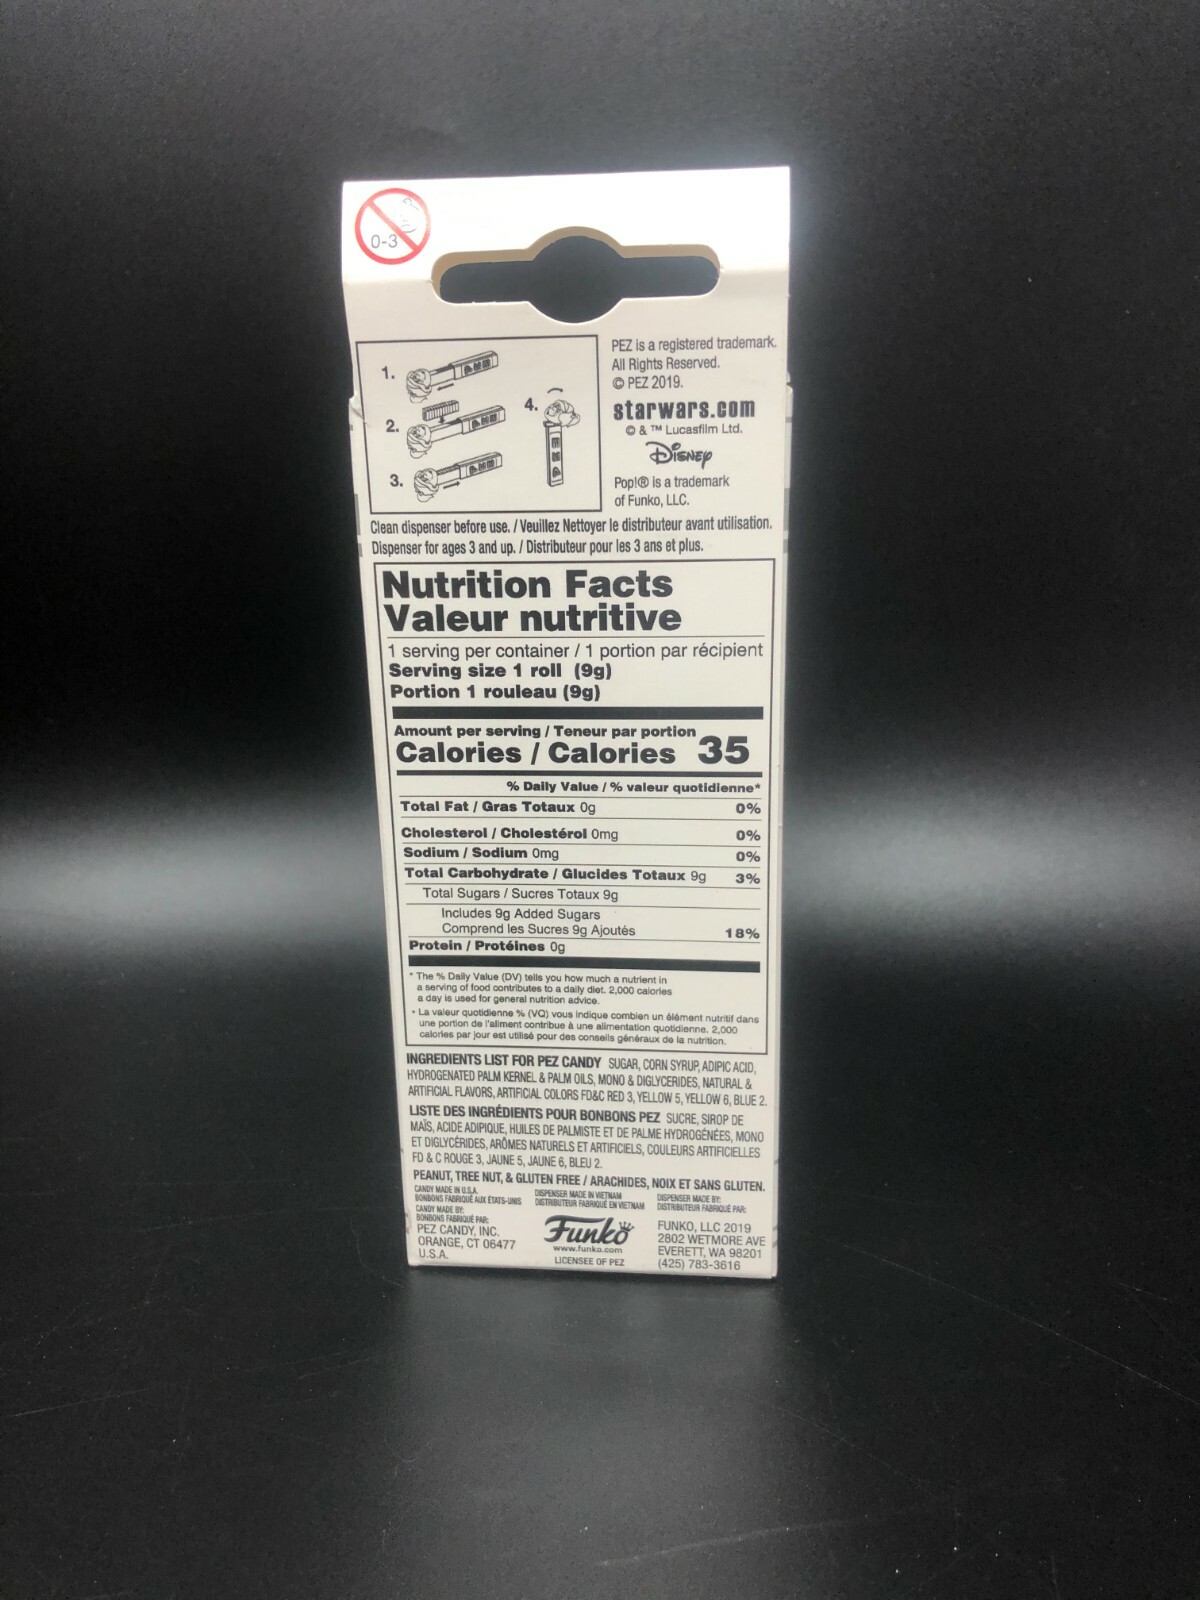 0-3
1.
2.
3.
4.
PEZ is a registered trademark.
All Rights Reserved.
© PEZ 2019.
starwars.com
© & ™ Lucasfilm Ltd.
Disney
Pop!® is a trademark
of Funko, LLC.
Clean dispenser before use. / Veuillez Nettoyer le distributeur avant utilisation.
Dispenser for ages 3 and up. / Distributeur pour les 3 ans et plus.
Nutrition Facts
Valeur nutritive
1 serving per container / 1 portion par récipient
Serving size 1 roll (9g)
Portion 1 rouleau (9g)
Amount per serving / Teneur par portion
Calories / Calories 35
% Daily Value / % valeur quotidienne*
Total Fat / Gras Totaux 0g 0%
Cholesterol / Cholestérol 0mg 0%
Sodium / Sodium 0mg 0%
Total Carbohydrate / Glucides Totaux 9g 3%
Total Sugars / Sucres Totaux 9g
Includes 9g Added Sugars
Comprend les Sucres 9g Ajoutés 18%
Protein / Protéines 0g
* The % Daily Value (DV) tells you how much a nutrient in
a serving of food contributes to a daily diet. 2,000 calories
a day is used for general nutrition advice.
* La valeur quotidienne % (VQ) vous indique combien un élément nutritif dans
une portion de l'aliment contribue à une alimentation quotidienne. 2,000
calories par jour est utilisé pour des conseils généraux de la nutrition.
INGREDIENTS LIST FOR PEZ CANDY SUGAR, CORN SYRUP, ADIPIC ACID,
HYDROGENATED PALM KERNEL & PALM OILS, MONO & DIGLYCERIDES, NATURAL &
ARTIFICIAL FLAVORS, ARTIFICIAL COLORS FD&C RED 3, YELLOW 5, YELLOW 6, BLUE 2.
LISTE DES INGRÉDIENTS POUR BONBONS PEZ SUCRE, SIROP DE
MAÏS, ACIDE ADIPIQUE, HUILES DE PALMISTE ET DE PALME HYDROGÉNÉES, MONO
ET DIGLYCÉRIDES, ARÔMES NATURELS ET ARTIFICIELS, COULEURS ARTIFICIELLES
FD & C ROUGE 3, JAUNE 5, JAUNE 6, BLEU 2.
PEANUT, TREE NUT, & GLUTEN FREE / ARACHIDES, NOIX ET SANS GLUTEN.
CANDY MADE IN U.S.A.
BONBONS FABRIQUÉ AUX ÉTATS-UNIS
CANDY MADE BY:
BONBONS FABRIQUÉ PAR:
PEZ CANDY, INC.
ORANGE, CT 06477
U.S.A.
DISPENSER MADE IN VIETNAM
DISTRIBUTEUR FABRIQUÉ EN VIETNAM
Funko
www.funko.com
LICENSEE OF PEZ
DISPENSER MADE BY:
DISTRIBUTEUR FABRIQUÉ PAR:
FUNKO, LLC 2019
2802 WETMORE AVE
EVERETT, WA 98201
(425) 783-3616